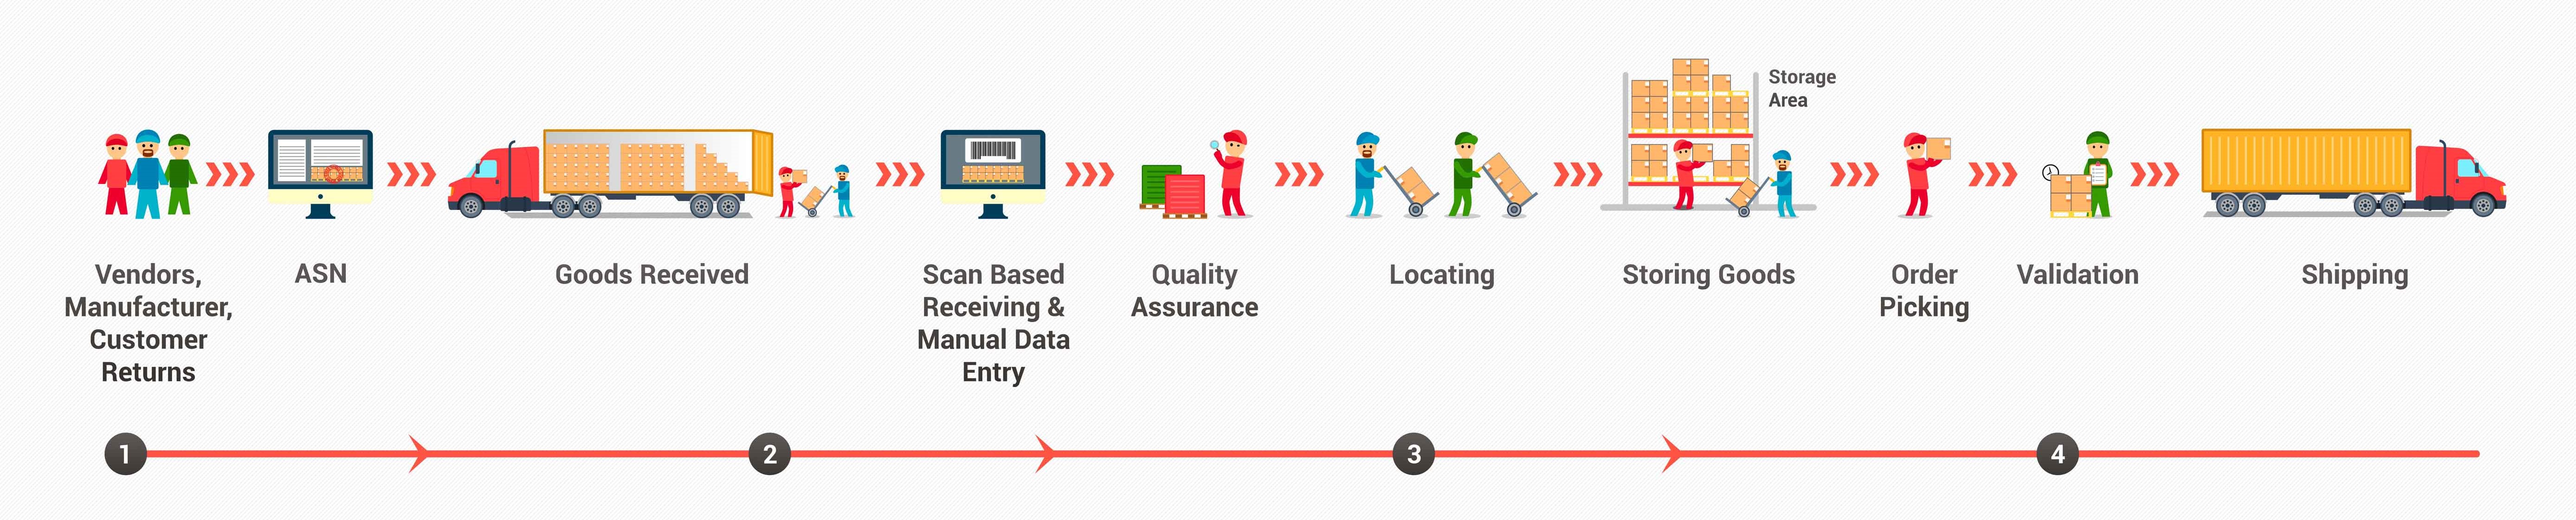 Storage
Area
Vendors,
Manufacturer,
Customer
Returns
ASN
Goods Received
Scan Based
Receiving &
Manual Data
Entry
Quality
Assurance
Locating
Storing Goods
Order
Picking
Validation
Shipping
1
2
3
4